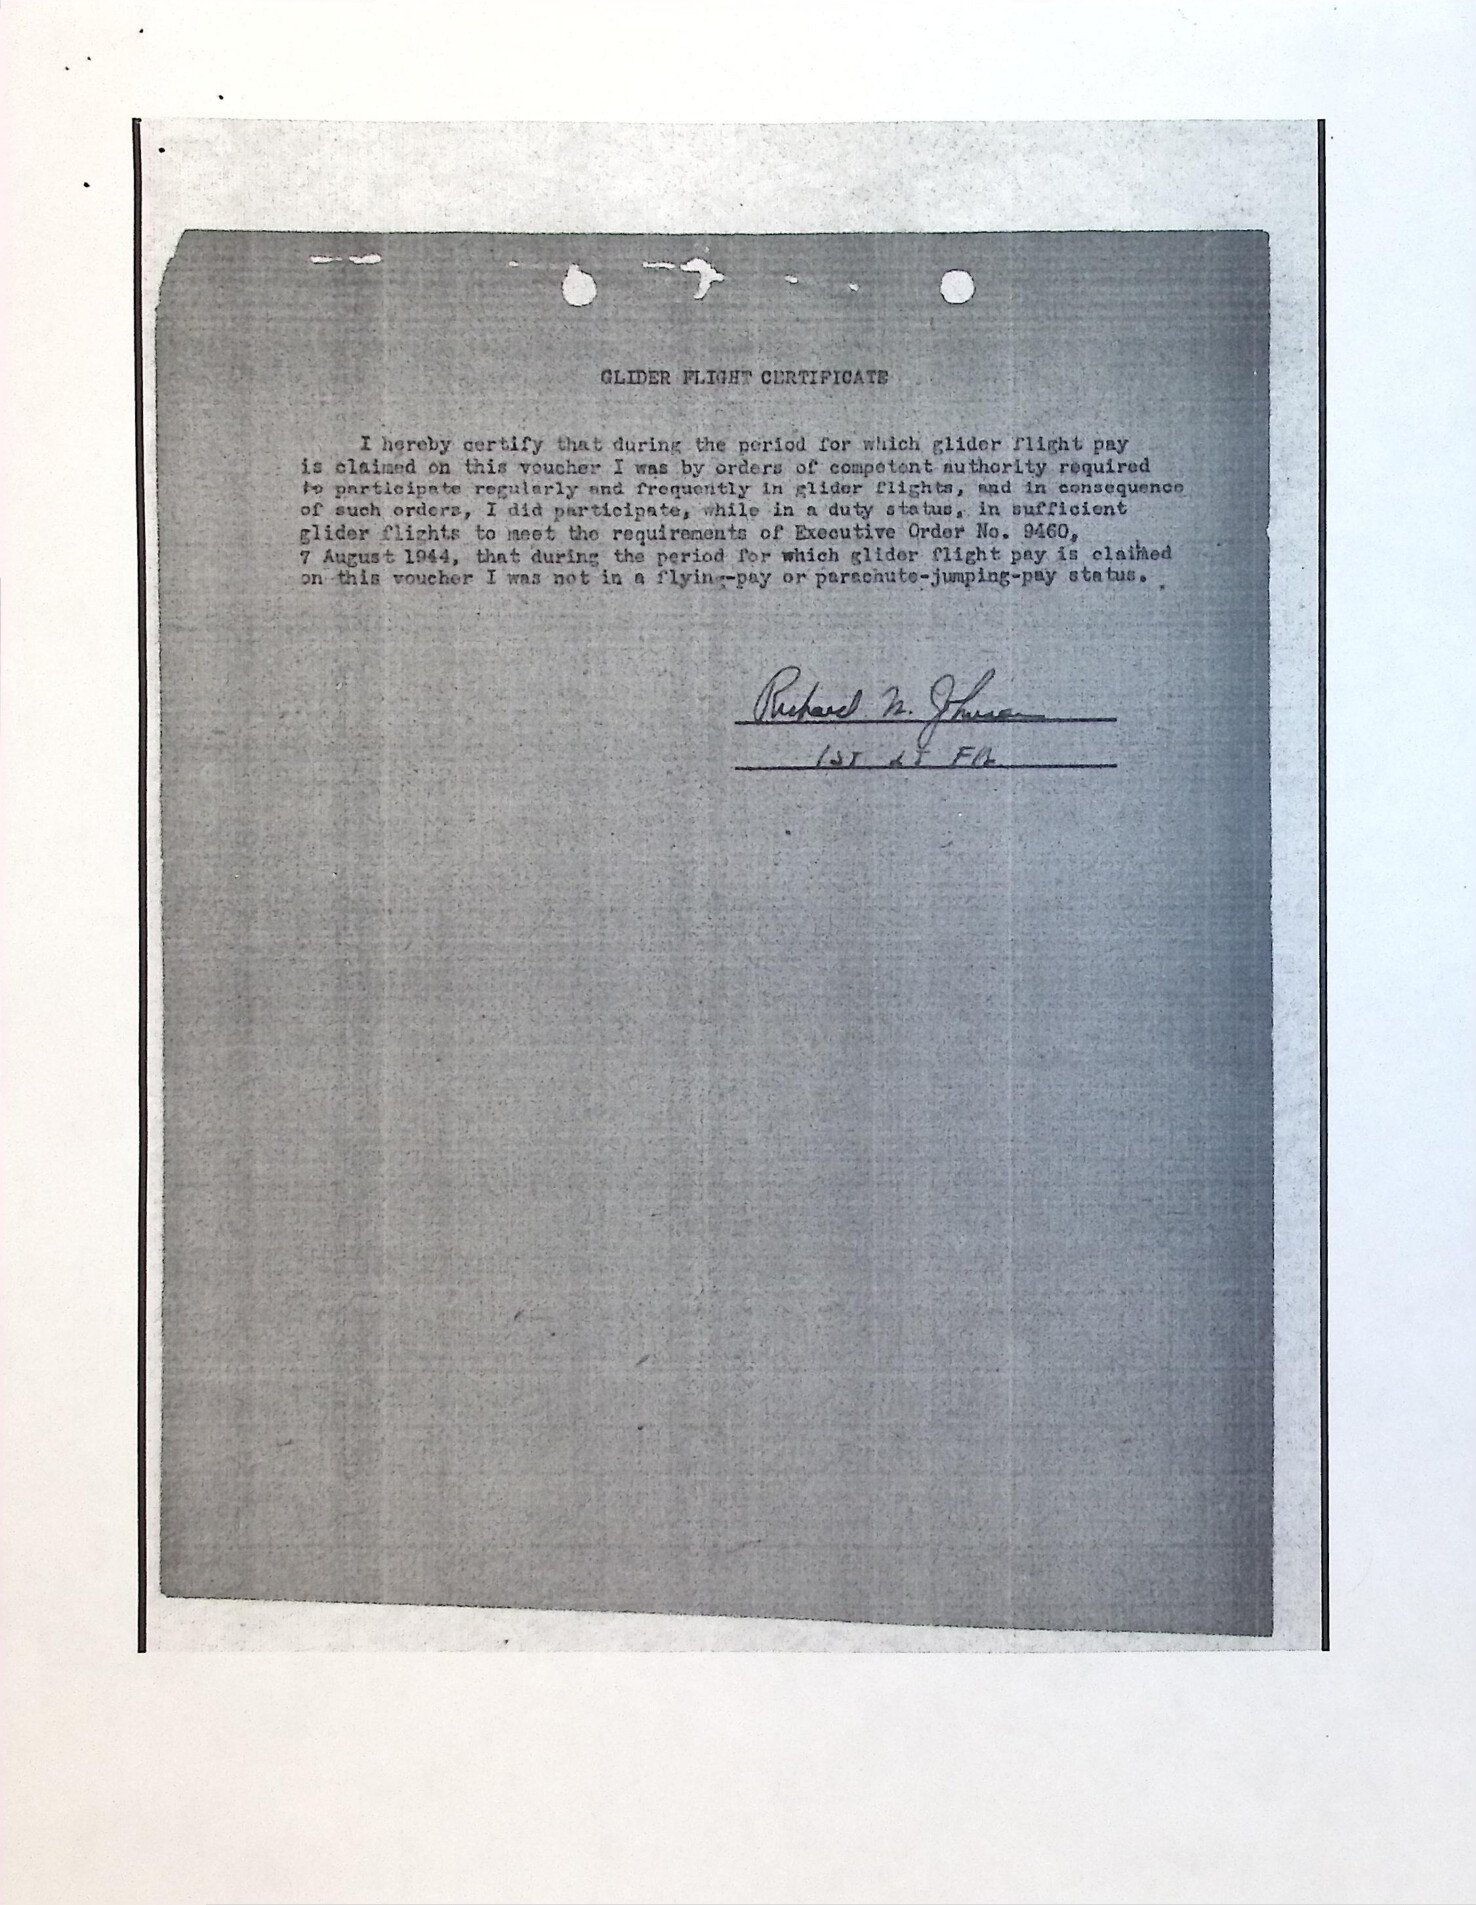 GLIDER FLIGHT CERTIFICATE
I hereby certify that during the period for which glider flight pay
is claimed on this voucher I was by orders of competent authority required
to participate regularly and frequently in glider flights, and in consequence
of such orders, I did participate, while in a duty status, in sufficient
glider flights to meet the requirements of Executive Order No. 9460,
7 August 1944, that during the period for which glider flight pay is claimed
on this voucher I was not in a flying-pay or parachute-jumping-pay status.
Richard N. Johnson
1ST LT FA